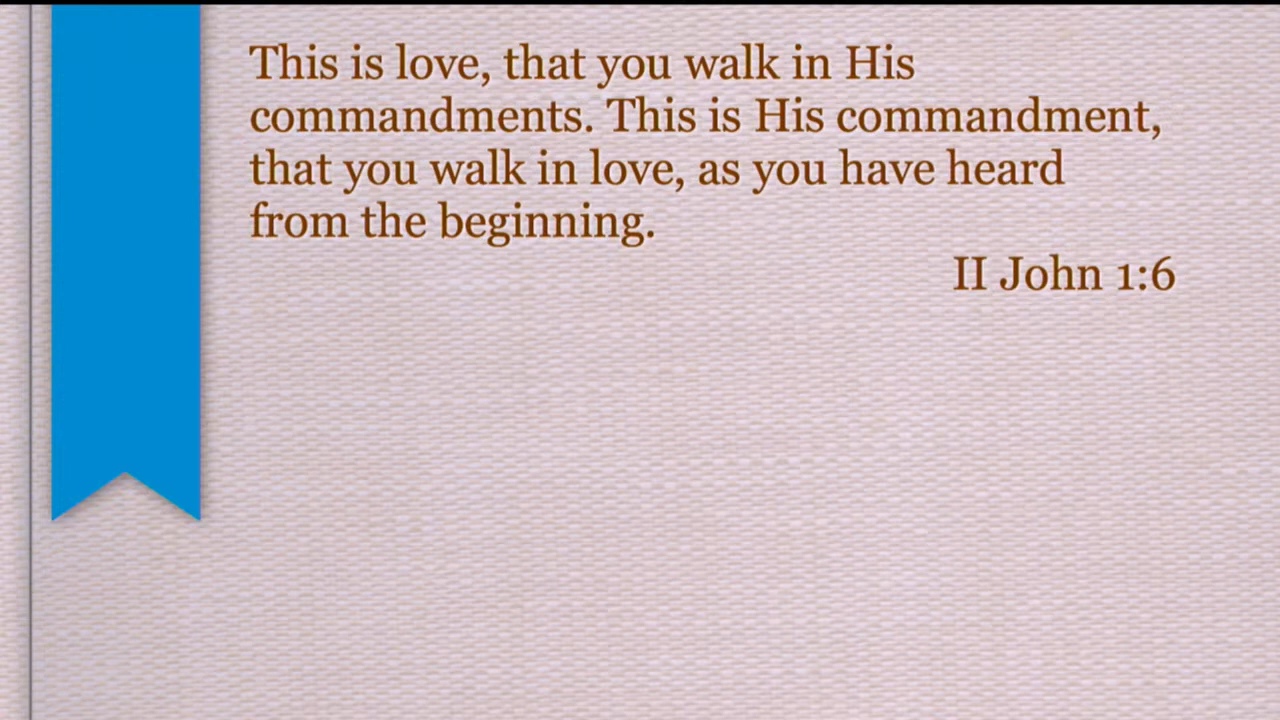 This is love, that you walk in His
commandments. This is His commandment,
that you walk in love, as you have heard
from the beginning.
II John 1:6